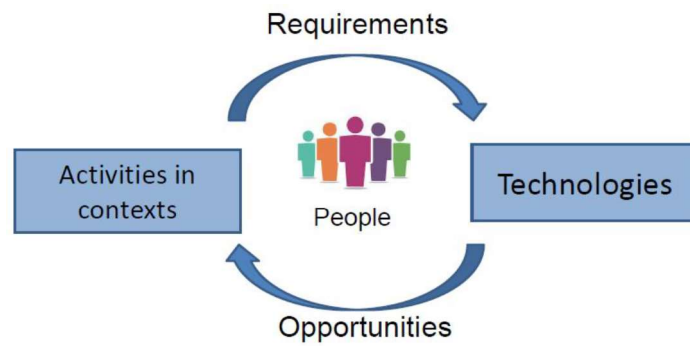 Requirements
Activities in
contexts
People
Technologies
Opportunities